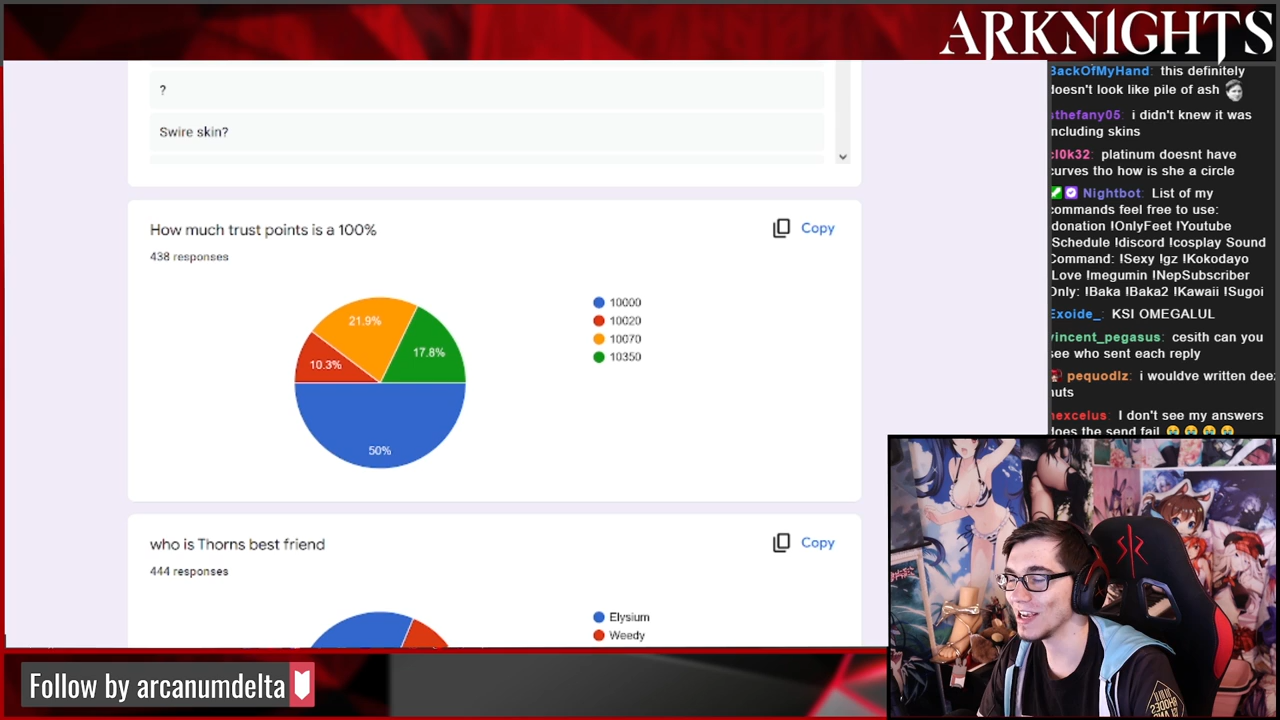 ARKNIGHTS
?
Swire skin?
How much trust points is a 100%
Copy
438 responses
21.9%
17.8%
10.3%
50%
10000
10020
10070
10350
who is Thorns best friend
Copy
444 responses
Elysium
Weedy
BackOfMyHand: this definitely
doesn't look like pile of ash
sthefany05: i didn't knew it was
ncluding skins
cl0k32: platinum doesnt have
curves tho how is she a circle
Nightbot: List of my
commands feel free to use:
donation !OnlyFeet !Youtube
Schedule !discord !cosplay Sound
Command: !Sexy !gz !Kokodayo
Love !megumin !NepSubscriber
Only: !Baka !Baka2 !Kawaii !Sugoi
Exoide_: KSI OMEGALUL
vincent_pegasus: cesith can you
see who sent each reply
pequodlz: i wouldve written dee
nuts
nexcelus: I don't see my answers
does the send fail
Follow by arcanumdelta